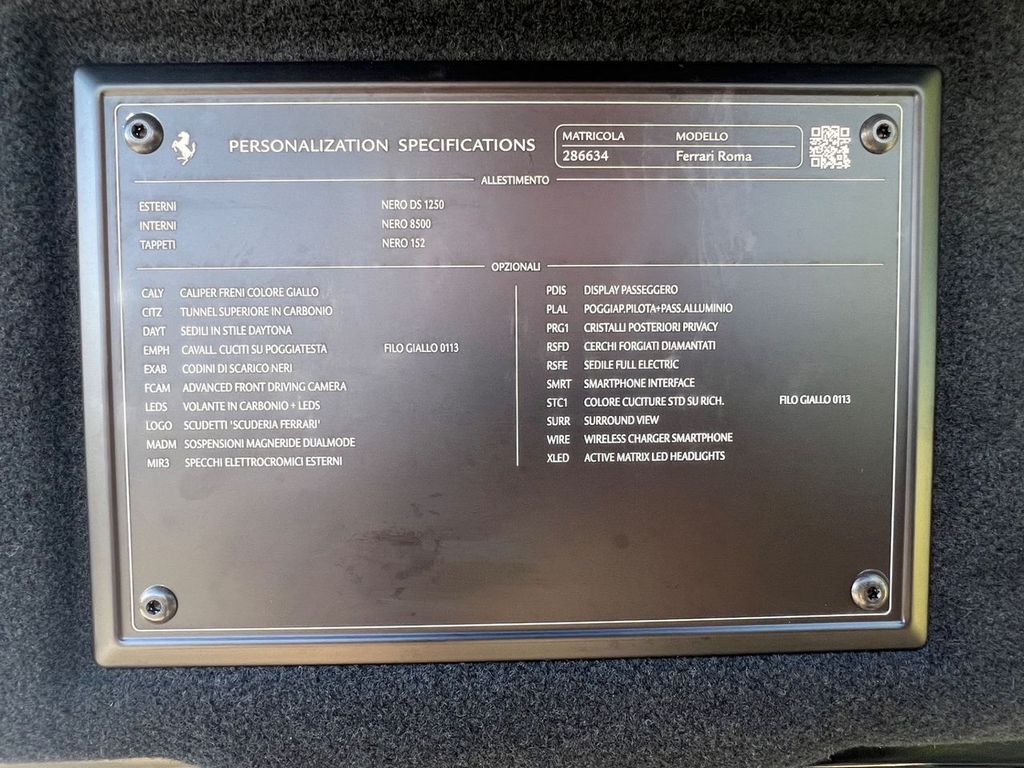 PERSONALIZATION SPECIFICATIONS
MATRICOLA MODELLO
286634 Ferrari Roma
ALLESTIMENTO
ESTERNI NERO DS 1250
INTERNI NERO 8500
TAPPETI NERO 152
OPZIONALI
CALY CALIPER FRENI COLORE GIALLO
CITZ TUNNEL SUPERIORE IN CARBONIO
DAYT SEDILI IN STILE DAYTONA
EMPH CAVALL. CUCITI SU POGGIATESTA FILO GIALLO 0113
EXAB CODINI DI SCARICO NERI
FCAM ADVANCED FRONT DRIVING CAMERA
LEDS VOLANTE IN CARBONIO + LEDS
LOGO SCUDETTI 'SCUDERIA FERRARI'
MADM SOSPENSIONI MAGNERIDE DUALMODE
MIR3 SPECCHI ELETTROCROMICI ESTERNI
PDIS DISPLAY PASSEGGERO
PLAL POGGIAP.PILOTA+PASS.ALLUMINIO
PRG1 CRISTALLI POSTERIORI PRIVACY
RSFD CERCHI FORGIATI DIAMANTATI
RSFE SEDILE FULL ELECTRIC
SMRT SMARTPHONE INTERFACE
STC1 COLORE CUCITURE STD SU RICH. FILO GIALLO 0113
SURR SURROUND VIEW
WIRE WIRELESS CHARGER SMARTPHONE
XLED ACTIVE MATRIX LED HEADLIGHTS